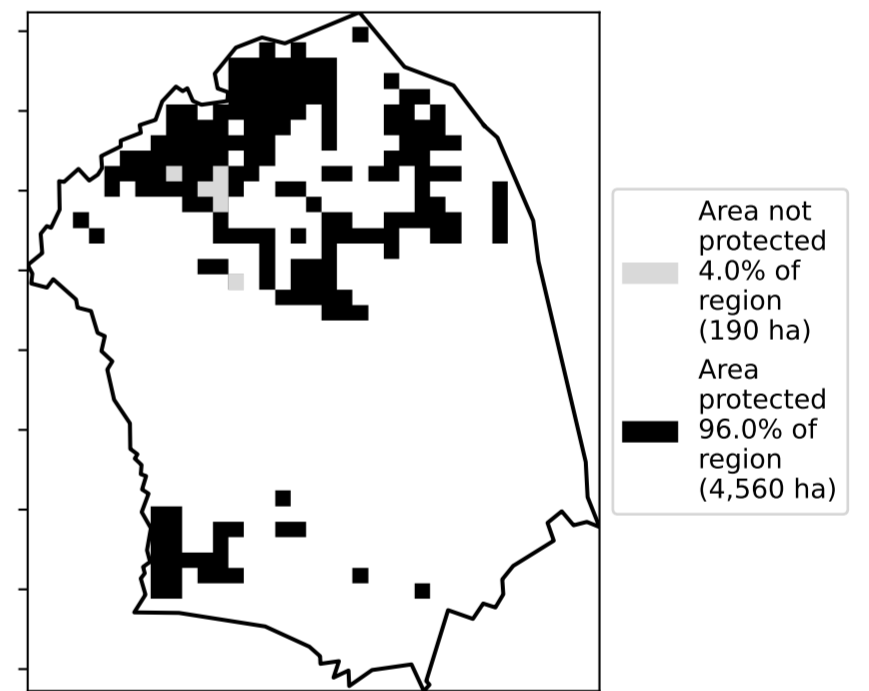 Area not
protected
4.0% of
region
(190 ha)
Area
protected
96.0% of
region
(4,560 ha)